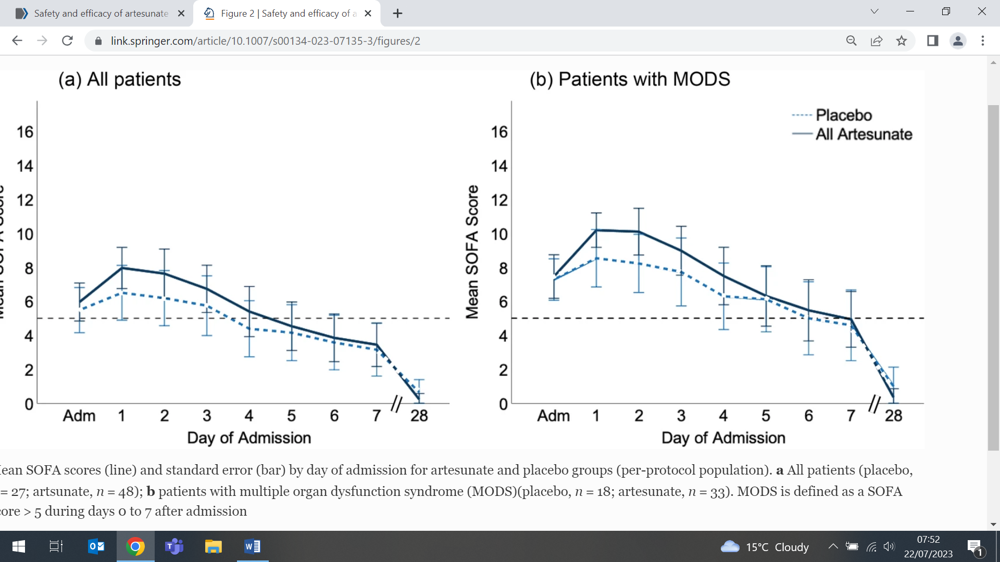 Safety and efficacy of artesunate
Figure 2 | Safety and efficacy of a
link.springer.com/article/10.1007/s00134-023-07135-3/figures/2
(a) All patients
16
14
12
10
8
6
4
2
0
Adm 1 2 3 4 5 6 7 28
Day of Admission
(b) Patients with MODS
Placebo
All Artesunate
Mean SOFA Score
16
14
12
10
8
6
4
2
0
Adm 1 2 3 4 5 6 7 28
Day of Admission
SOFA scores (line) and standard error (bar) by day of admission for artesunate and placebo groups (per-protocol population). a All patients (placebo,
= 27; artsunate, n = 48); b patients with multiple organ dysfunction syndrome (MODS)(placebo, n = 18; artesunate, n = 33). MODS is defined as a SOFA
> 5 during days 0 to 7 after admission
15°C Cloudy
07:52
22/07/2023
1